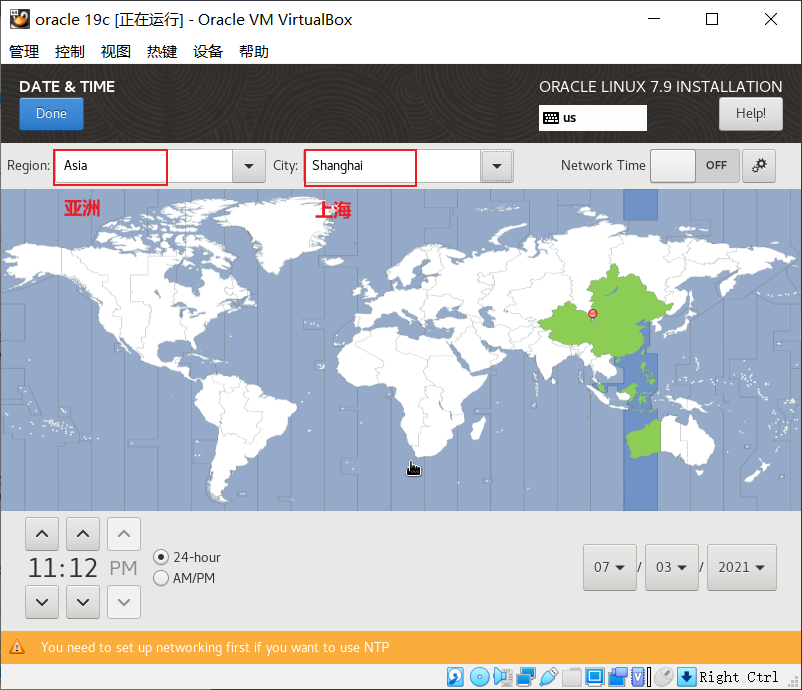 oracle 19c [正在运行] - Oracle VM VirtualBox
管理 控制 视图 热键 设备 帮助
DATE & TIME
ORACLE LINUX 7.9 INSTALLATION
Done
us
Help!
Region: Asia City: Shanghai Network Time OFF
亚洲 上海
11:12 PM
24-hour
AM/PM
07 / 03 / 2021
You need to set up networking first if you want to use NTP
Right Ctrl